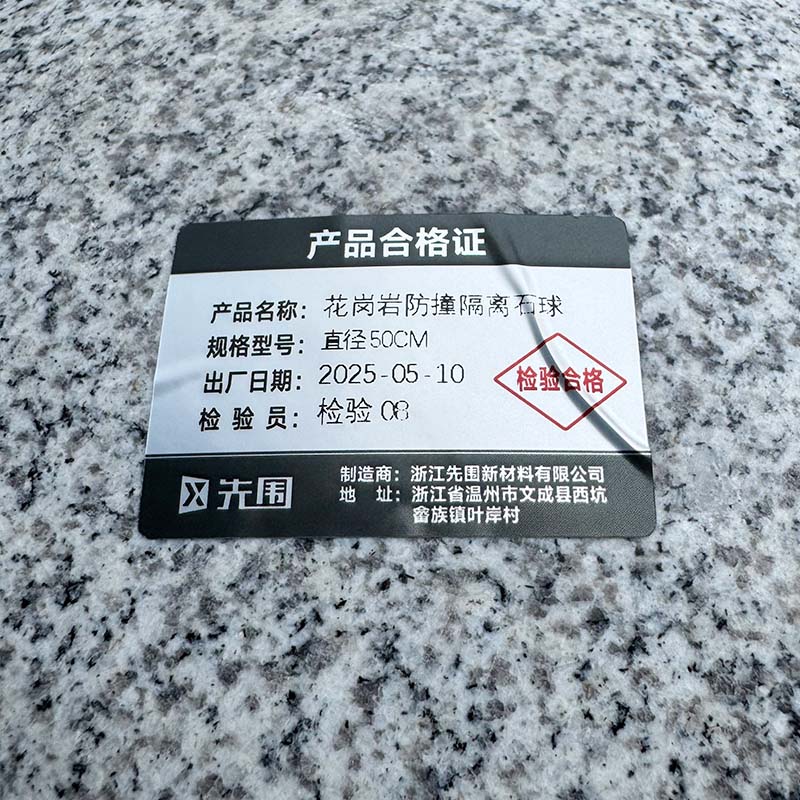 产品合格证
产品名称：花岗岩防撞隔离石球
规格型号：直径50CM
出厂日期：2025-05-10
检验员：检验08
检验合格
先围
制造商：浙江先围新材料有限公司
地址：浙江省温州市文成县西坑
畲族镇叶岸村